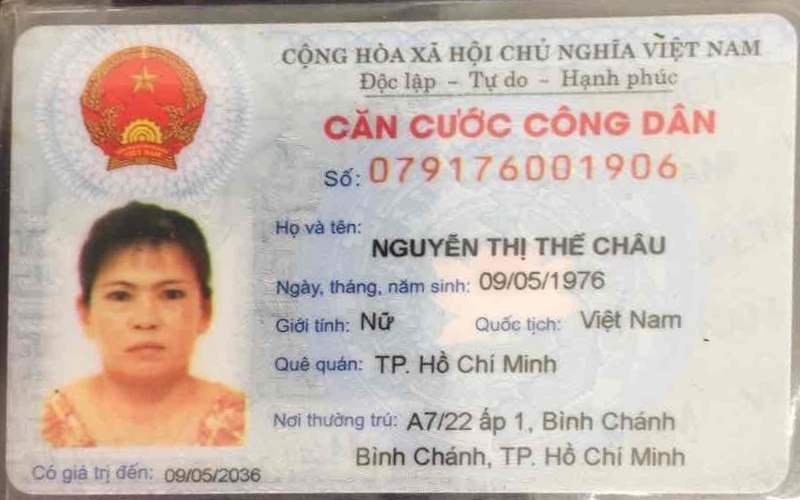 CỘNG HÒA XÃ HỘI CHỦ NGHĨA VIỆT NAM
Độc lập - Tự do - Hạnh phúc
CĂN CƯỚC CÔNG DÂN
Số: 079176001906
Họ và tên:
NGUYỄN THỊ THẾ CHÂU
Ngày, tháng, năm sinh: 09/05/1976
Giới tính: Nữ Quốc tịch: Việt Nam
Quê quán: TP. Hồ Chí Minh
Nơi thường trú: A7/22 ấp 1, Bình Chánh
Bình Chánh, TP. Hồ Chí Minh
Có giá trị đến: 09/05/2036
VIỆT NAM